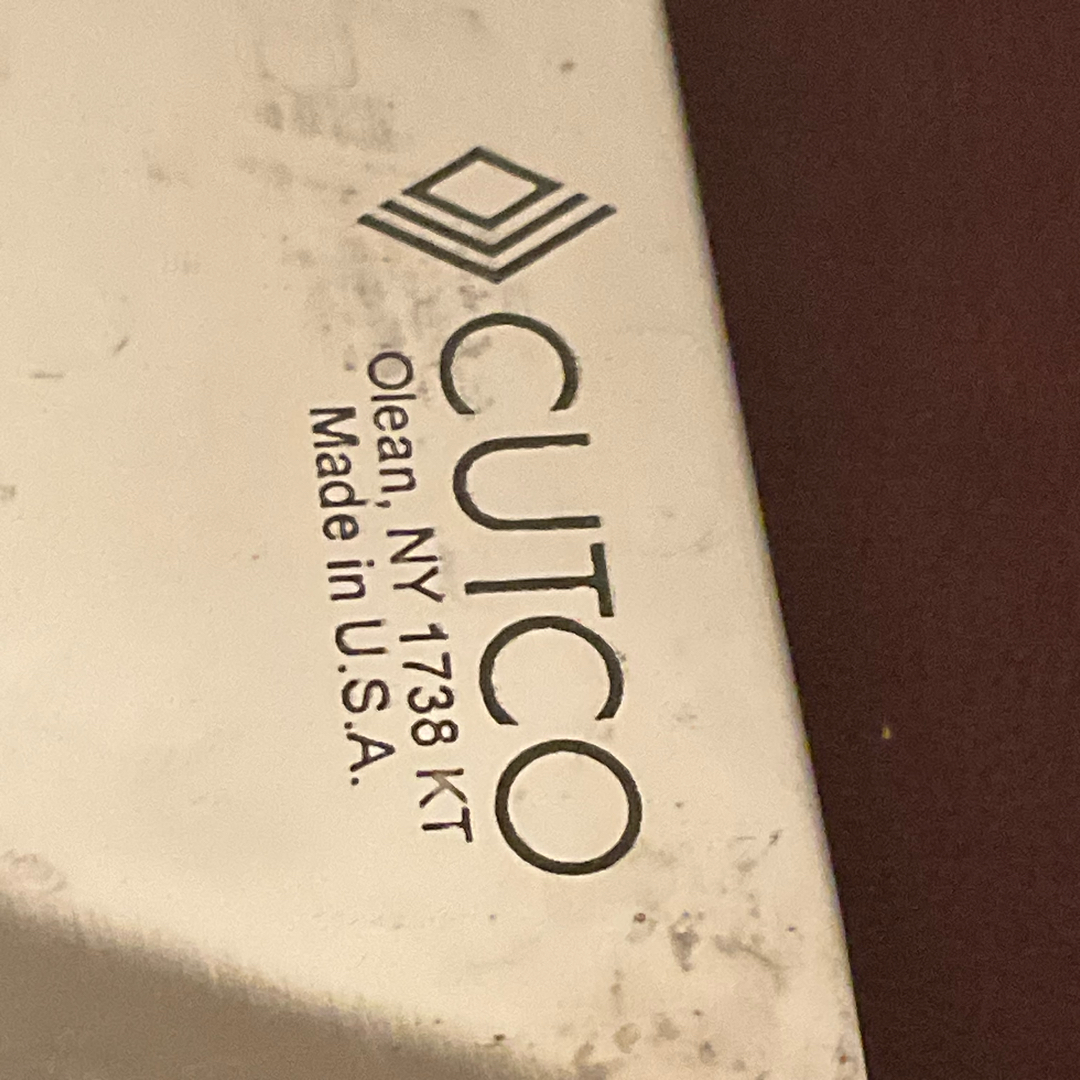 CUTCO
Olean, NY 1738 KT
Made in U.S.A.